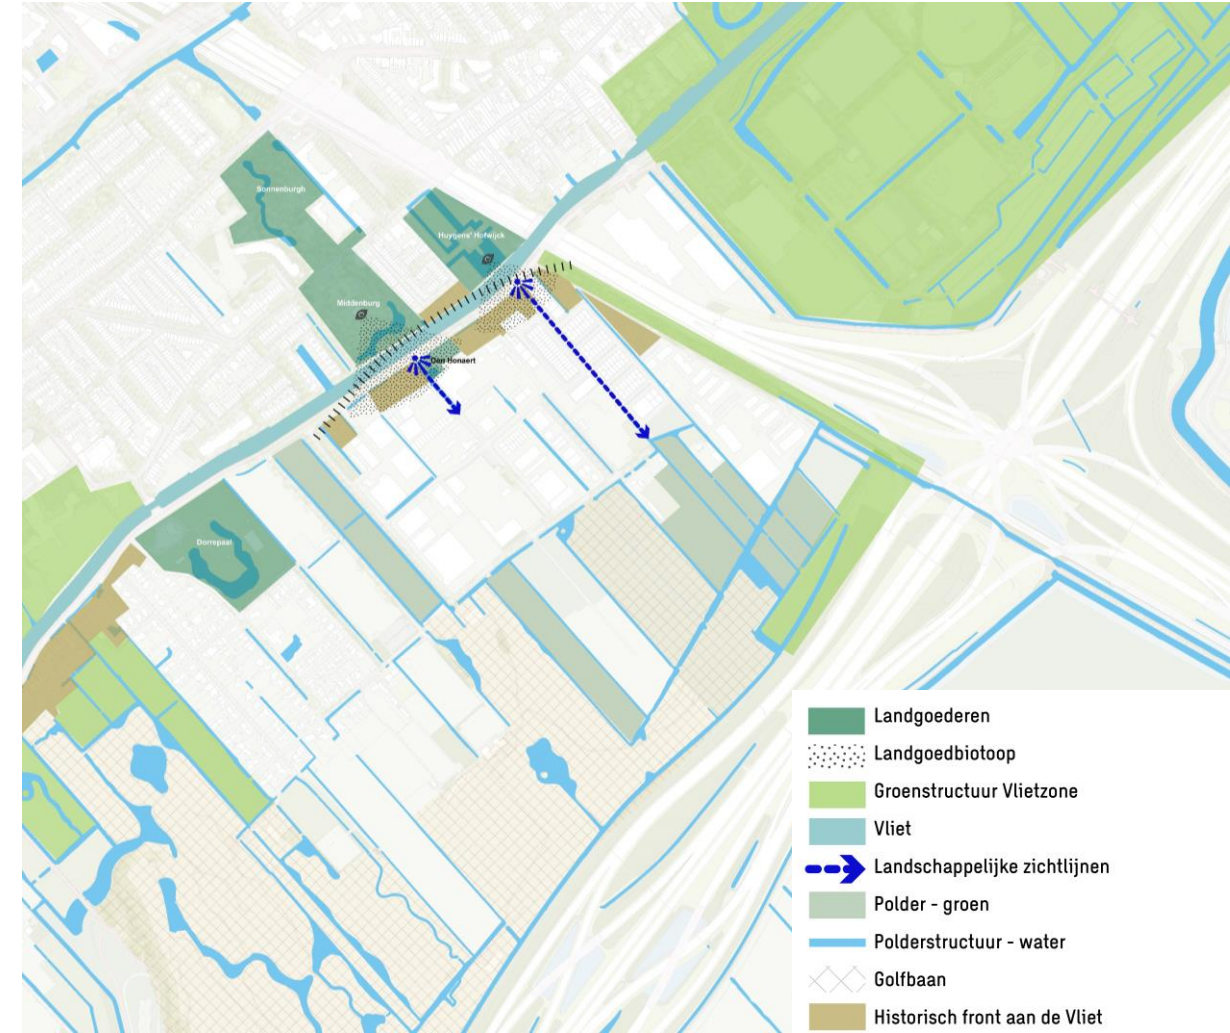 Sonnenburgh
Huygens' Hofwijck
Middenburg
Den Honaert
Dorrepaal
Landgoederen
Landgoedbiotoop
Groenstructuur Vlietzone
Vliet
Landschappelijke zichtlijnen
Polder - groen
Polderstructuur - water
Golfbaan
Historisch front aan de Vliet